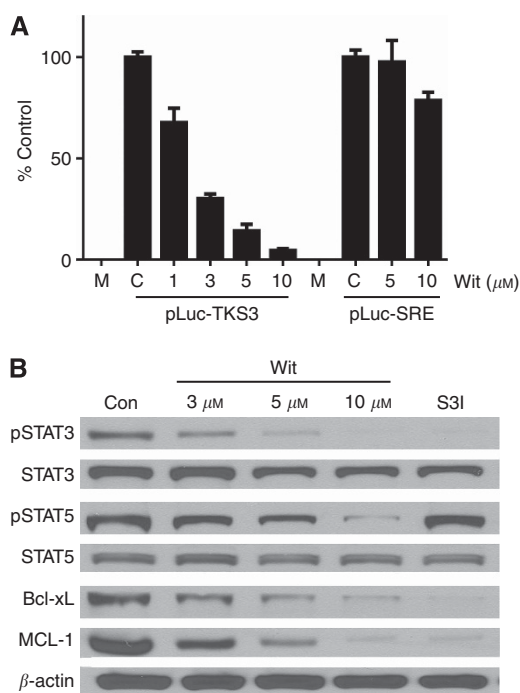 A
100
50
0
% Control
M C 1 3 5 10 M C 5 10 Wit (μM)
pLuc-TKS3 pLuc-SRE
B
Wit
Con 3 μM 5 μM 10 μM S3I
pSTAT3
STAT3
pSTAT5
STAT5
Bcl-xL
MCL-1
β-actin